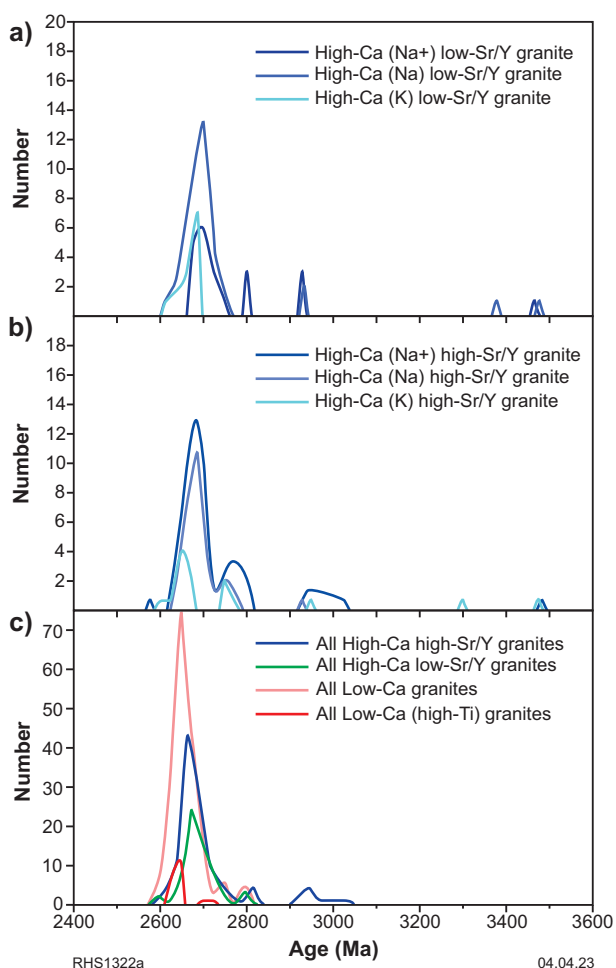 a)
20
18
16
14
12
10
8
6
4
2
Number
High-Ca (Na+) low-Sr/Y granite
High-Ca (Na) low-Sr/Y granite
High-Ca (K) low-Sr/Y granite
b)
18
16
14
12
10
8
6
4
2
Number
High-Ca (Na+) high-Sr/Y granite
High-Ca (Na) high-Sr/Y granite
High-Ca (K) high-Sr/Y granite
c)
70
60
50
40
30
20
10
0
Number
All High-Ca high-Sr/Y granites
All High-Ca low-Sr/Y granites
All Low-Ca granites
All Low-Ca (high-Ti) granites
2400 2600 2800 3000 3200 3400 3600
Age (Ma)
RHS1322a 04.04.23